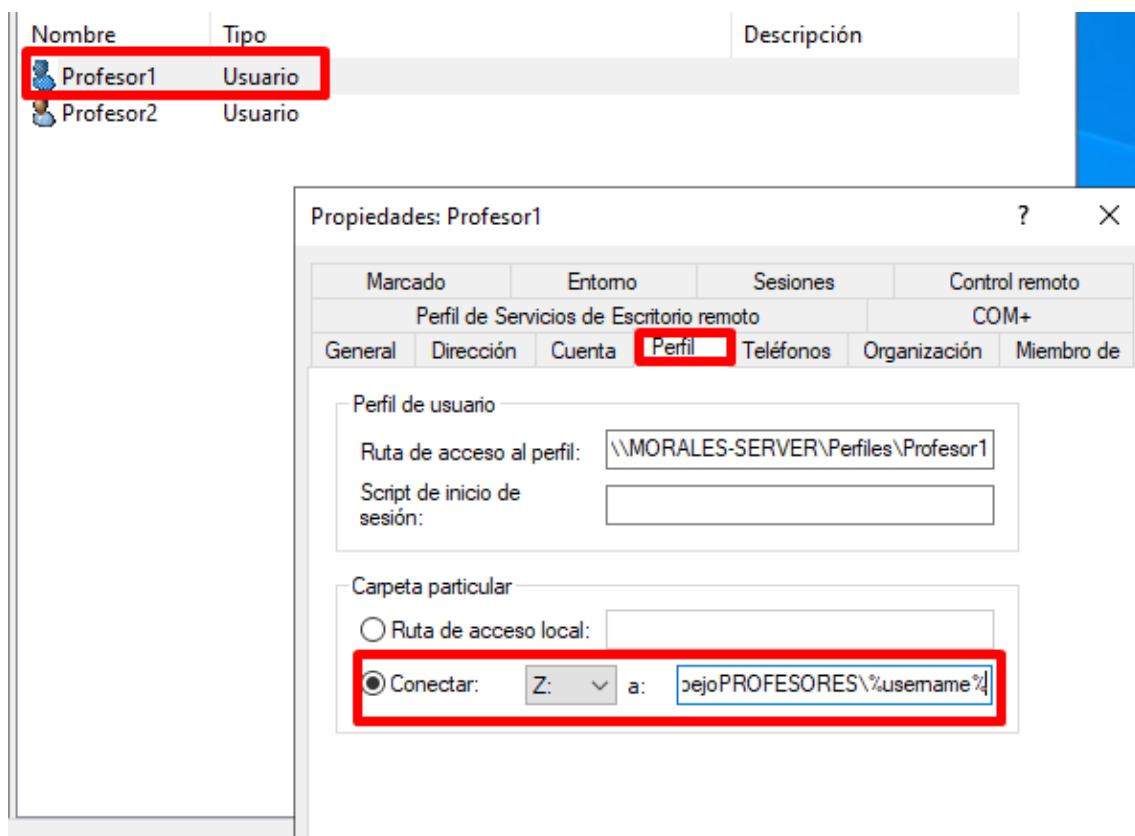 Nombre Tipo Descripción
Profesor1 Usuario
Profesor2 Usuario
Propiedades: Profesor1 ? ×
Marcado Entorno Sesiones Control remoto
Perfil de Servicios de Escritorio remoto COM+
General Dirección Cuenta Perfil Teléfonos Organización Miembro de
Perfil de usuario
Ruta de acceso al perfil: \\MORALES-SERVER\Perfiles\Profesor1
Script de inicio de
sesión:
Carpeta particular
Ruta de acceso local:
Conectar: Z: a: bejoPROFESORES\%username%